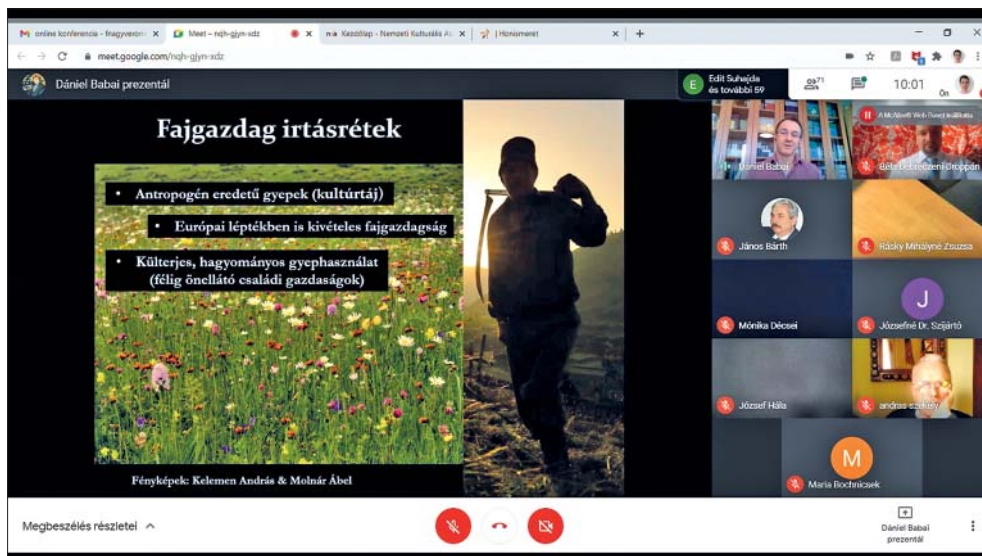 online konferencia - fnagyveron
Meet – nqh-gjyn-xdz
Kezdőlap - Nemzeti Kulturális A
| Honismeret
meet.google.com/nqh-gjyn-xdz
Dániel Babai prezentál
E
Edit Suhajda
és további 59
71
10:01
Ön
Fajgazdag irtásrétek
• Antropogén eredetű gyepek (kultúrtáj)
• Európai léptékben is kivételes fajgazdagság
• Külterjes, hagyományos gyephasználat
(félig önellátó családi gazdaságok)
Fényképek: Kelemen András & Molnár Ábel
Dániel Babai
Béla Debreczeni Droppán
János Bárth
Rásky Mihályné Zsuzsa
Mónika Décsei
J
Józsefné Dr. Szijártó
József Hála
andras székely
M
Maria Bochnicsek
Megbeszélés részletei
Dániel Babai
prezentál